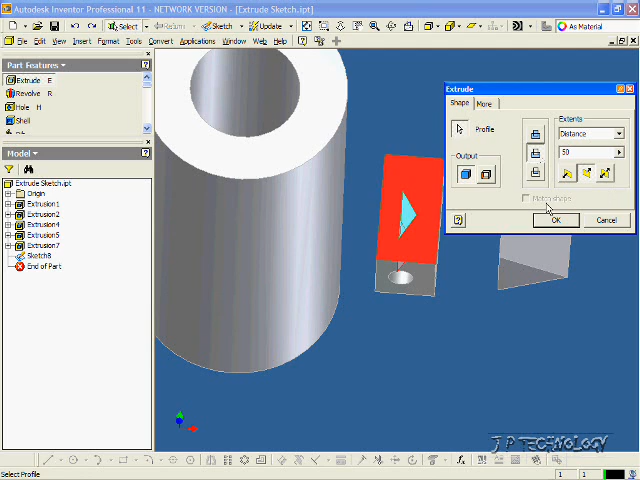 Autodesk Inventor Professional 11 - NETWORK VERSION - [Extrude Sketch.ipt]
Select
Return
Sketch
Update
As Material
File Edit View Insert Format Tools Convert Applications Window Web Help
Part Features
Extrude E
Revolve R
Hole H
Shell
Model
Extrude Sketch.ipt
Origin
Extrusion1
Extrusion2
Extrusion4
Extrusion5
Extrusion7
Sketch8
End of Part
Extrude
Shape More
Profile
Extents
Distance
50
Output
Match shape
OK Cancel
J P TECHNOLOGY
Select Profile
1 1